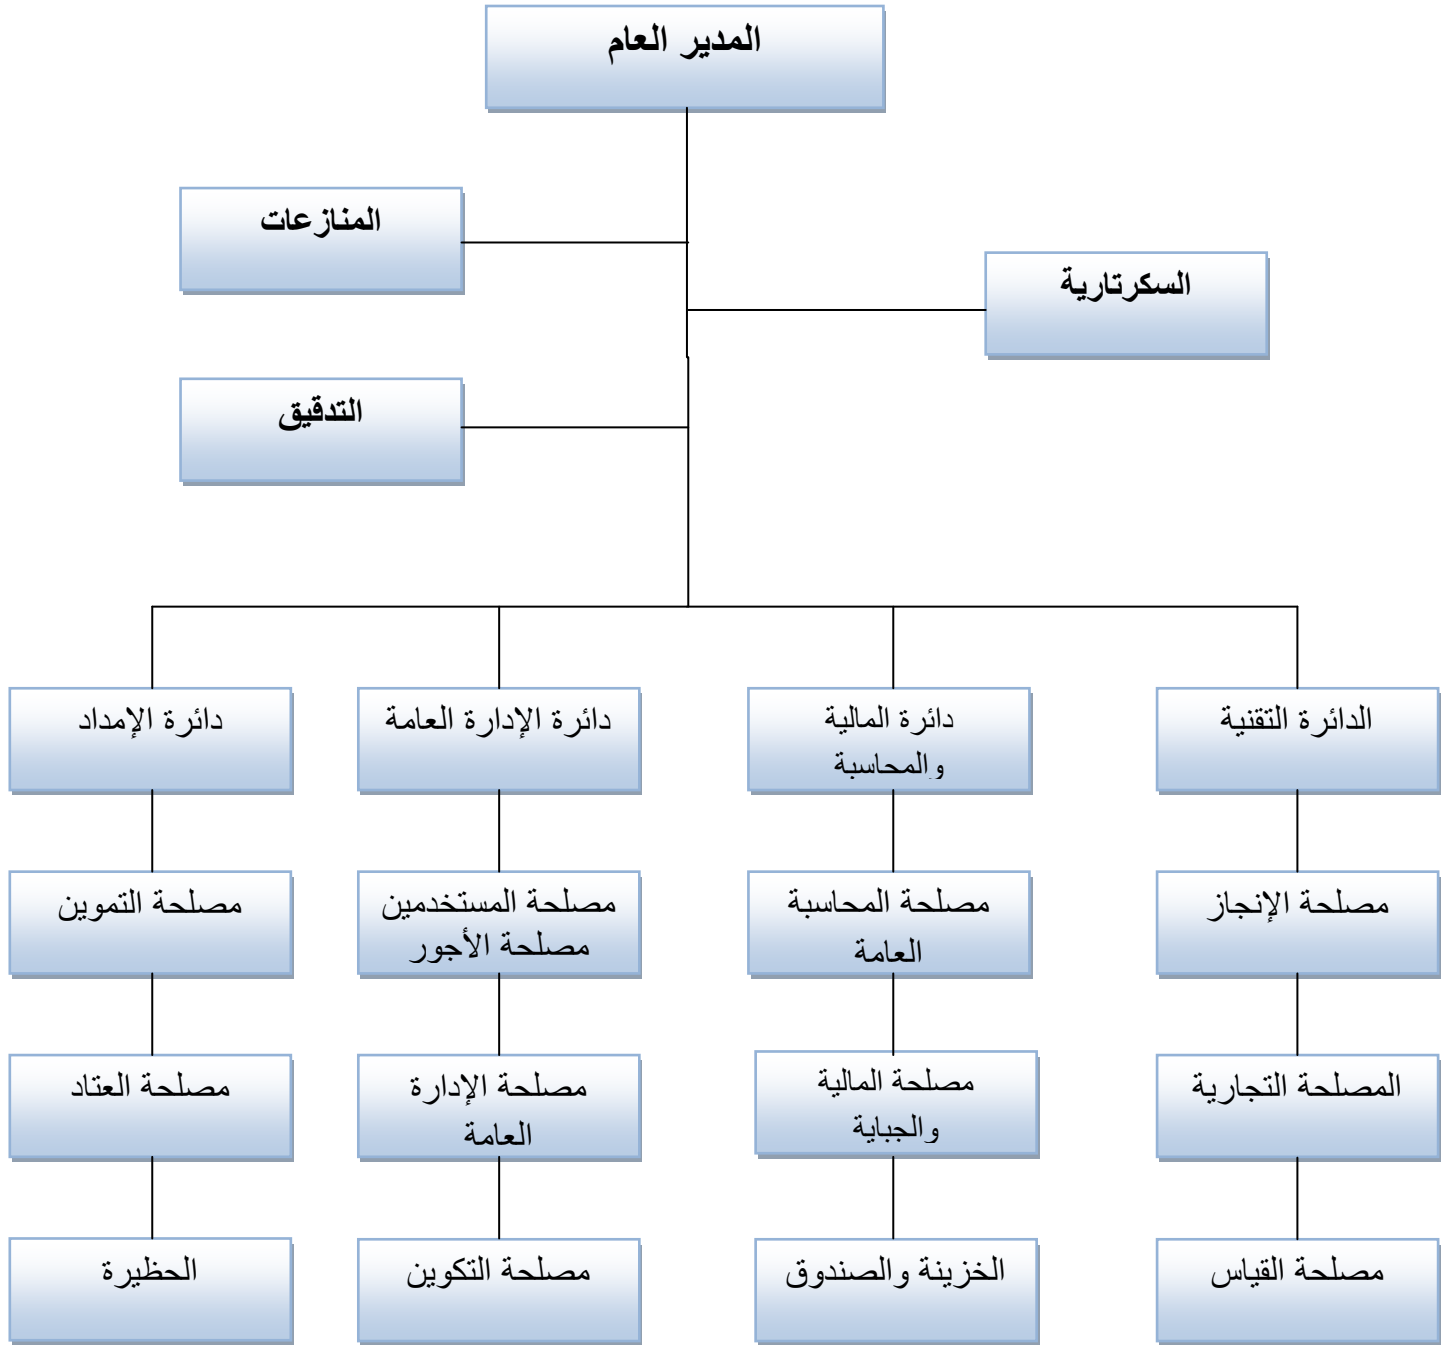 المدير العام
المنازعات
السكرتارية
التدقيق
الدائرة التقنية
دائرة المالية
والمحاسبة
دائرة الإدارة العامة
دائرة الإمداد
مصلحة الإنجاز
مصلحة المحاسبة
العامة
مصلحة المستخدمين
مصلحة الأجور
مصلحة التموين
المصلحة التجارية
مصلحة المالية
والجباية
مصلحة الإدارة
العامة
مصلحة العتاد
مصلحة القياس
الخزينة والصندوق
مصلحة التكوين
الحظيرة